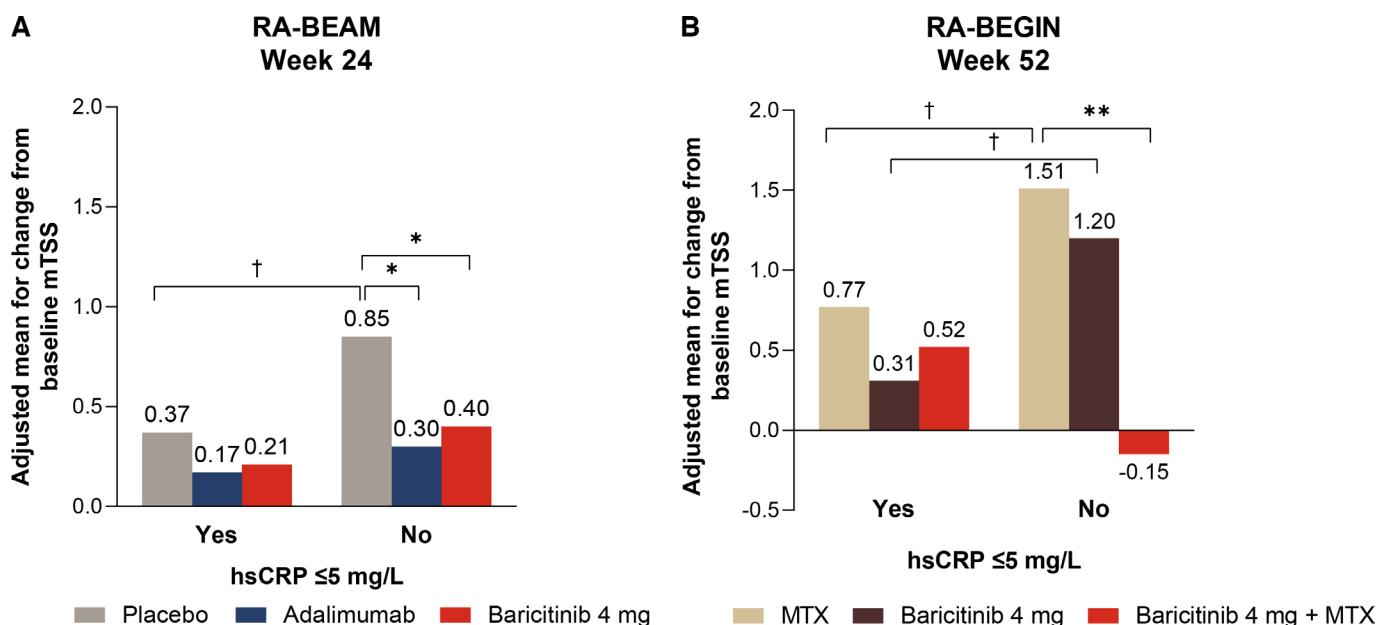 A
RA-BEAM
Week 24
Adjusted mean for change from
baseline mTSS
2.0
1.5
1.0
0.5
0.0
†
*
*
0.37
0.17
0.21
0.85
0.30
0.40
Yes
No
hsCRP ≤5 mg/L
Placebo
Adalimumab
Baricitinib 4 mg
B
RA-BEGIN
Week 52
Adjusted mean for change from
baseline mTSS
2.0
1.5
1.0
0.5
0.0
-0.5
†
**
†
0.77
0.31
0.52
1.51
1.20
-0.15
Yes
No
hsCRP ≤5 mg/L
MTX
Baricitinib 4 mg
Baricitinib 4 mg + MTX